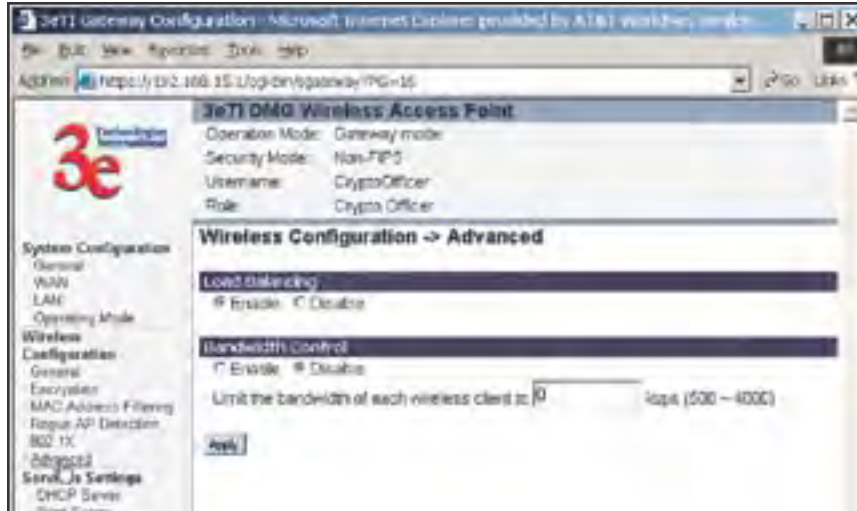 3eTI Gateway Configuration - Microsoft Internet Explorer provided by AT&T WorldNet Service
File Edit View Favorites Tools Help
Address https://192.168.15.1/cgi-bin/sgateway?PG=16 Go Links
3e Technologies
3eTI DMG Wireless Access Point
Operation Mode: Gateway mode
Security Mode: Non-FIPS
Username: CryptoOfficer
Role: Crypto Officer
System Configuration
General
WAN
LAN
Operating Mode
Wireless
Configuration
General
Encryption
MAC Address Filtering
Rogue AP Detection
802.1X
Advanced
Services Settings
DHCP Server
Print Server
Wireless Configuration -> Advanced
Load Balancing
Enable Disable
Bandwidth Control
Enable Disable
Limit the bandwidth of each wireless client to 0 kbps (500 ~ 4000)
Apply